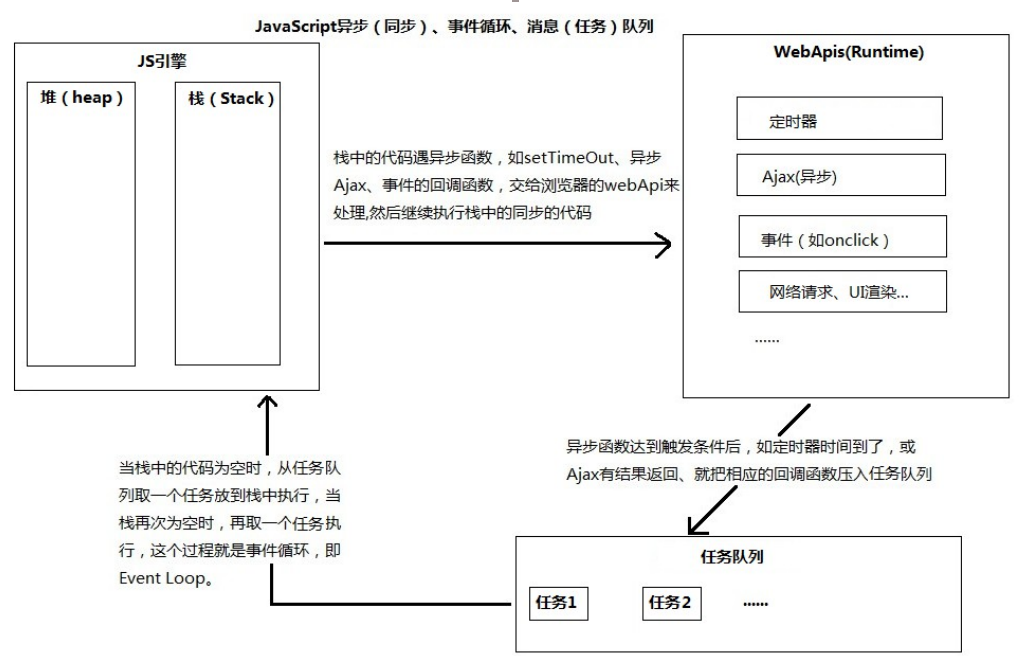 JavaScript异步（同步）、事件循环、消息（任务）队列
JS引擎
堆（heap）
栈（Stack）
栈中的代码遇异步函数，如setTimeOut、异步
Ajax、事件的回调函数，交给浏览器的webApi来
处理,然后继续执行栈中的同步的代码
WebApis(Runtime)
定时器
Ajax(异步)
事件（如onclick）
网络请求、UI渲染...
......
异步函数达到触发条件后，如定时器时间到了，或
Ajax有结果返回、就把相应的回调函数压入任务队列
当栈中的代码为空时，从任务队
列取一个任务放到栈中执行，当
栈再次为空时，再取一个任务执
行，这个过程就是事件循环，即
Event Loop。
任务队列
任务1
任务2
......